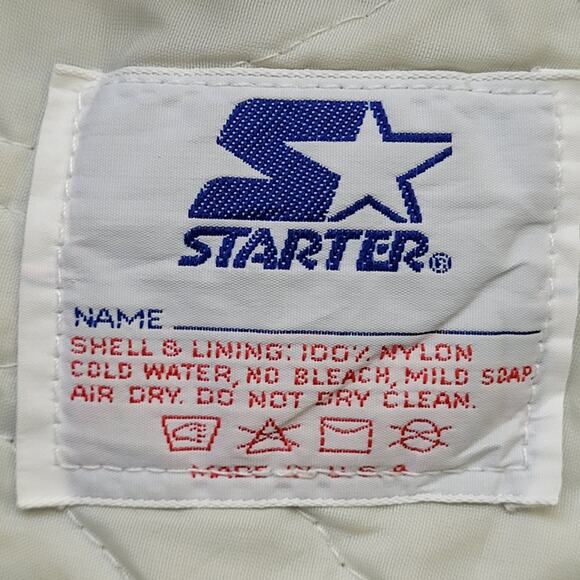 STARTER®
NAME
SHELL & LINING: 100% NYLON
COLD WATER, NO BLEACH, MILD SOAP
AIR DRY. DO NOT DRY CLEAN.
MADE IN U.S.A